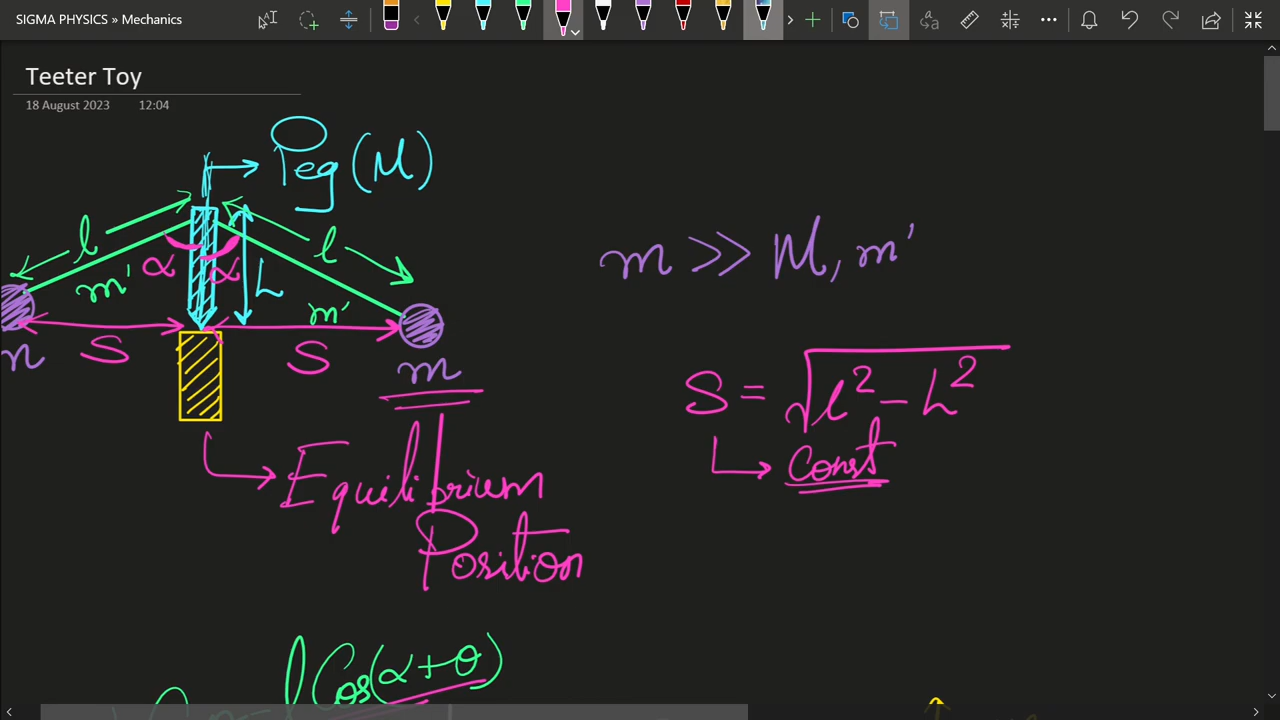 SIGMA PHYSICS » Mechanics
Teeter Toy
18 August 2023 12:04
Peg (M)
l l
α α
m' L m'
S S
m
Equilibrium
Position
m >> M, m'
S = √l² - L²
Const
l Cos(α+θ)